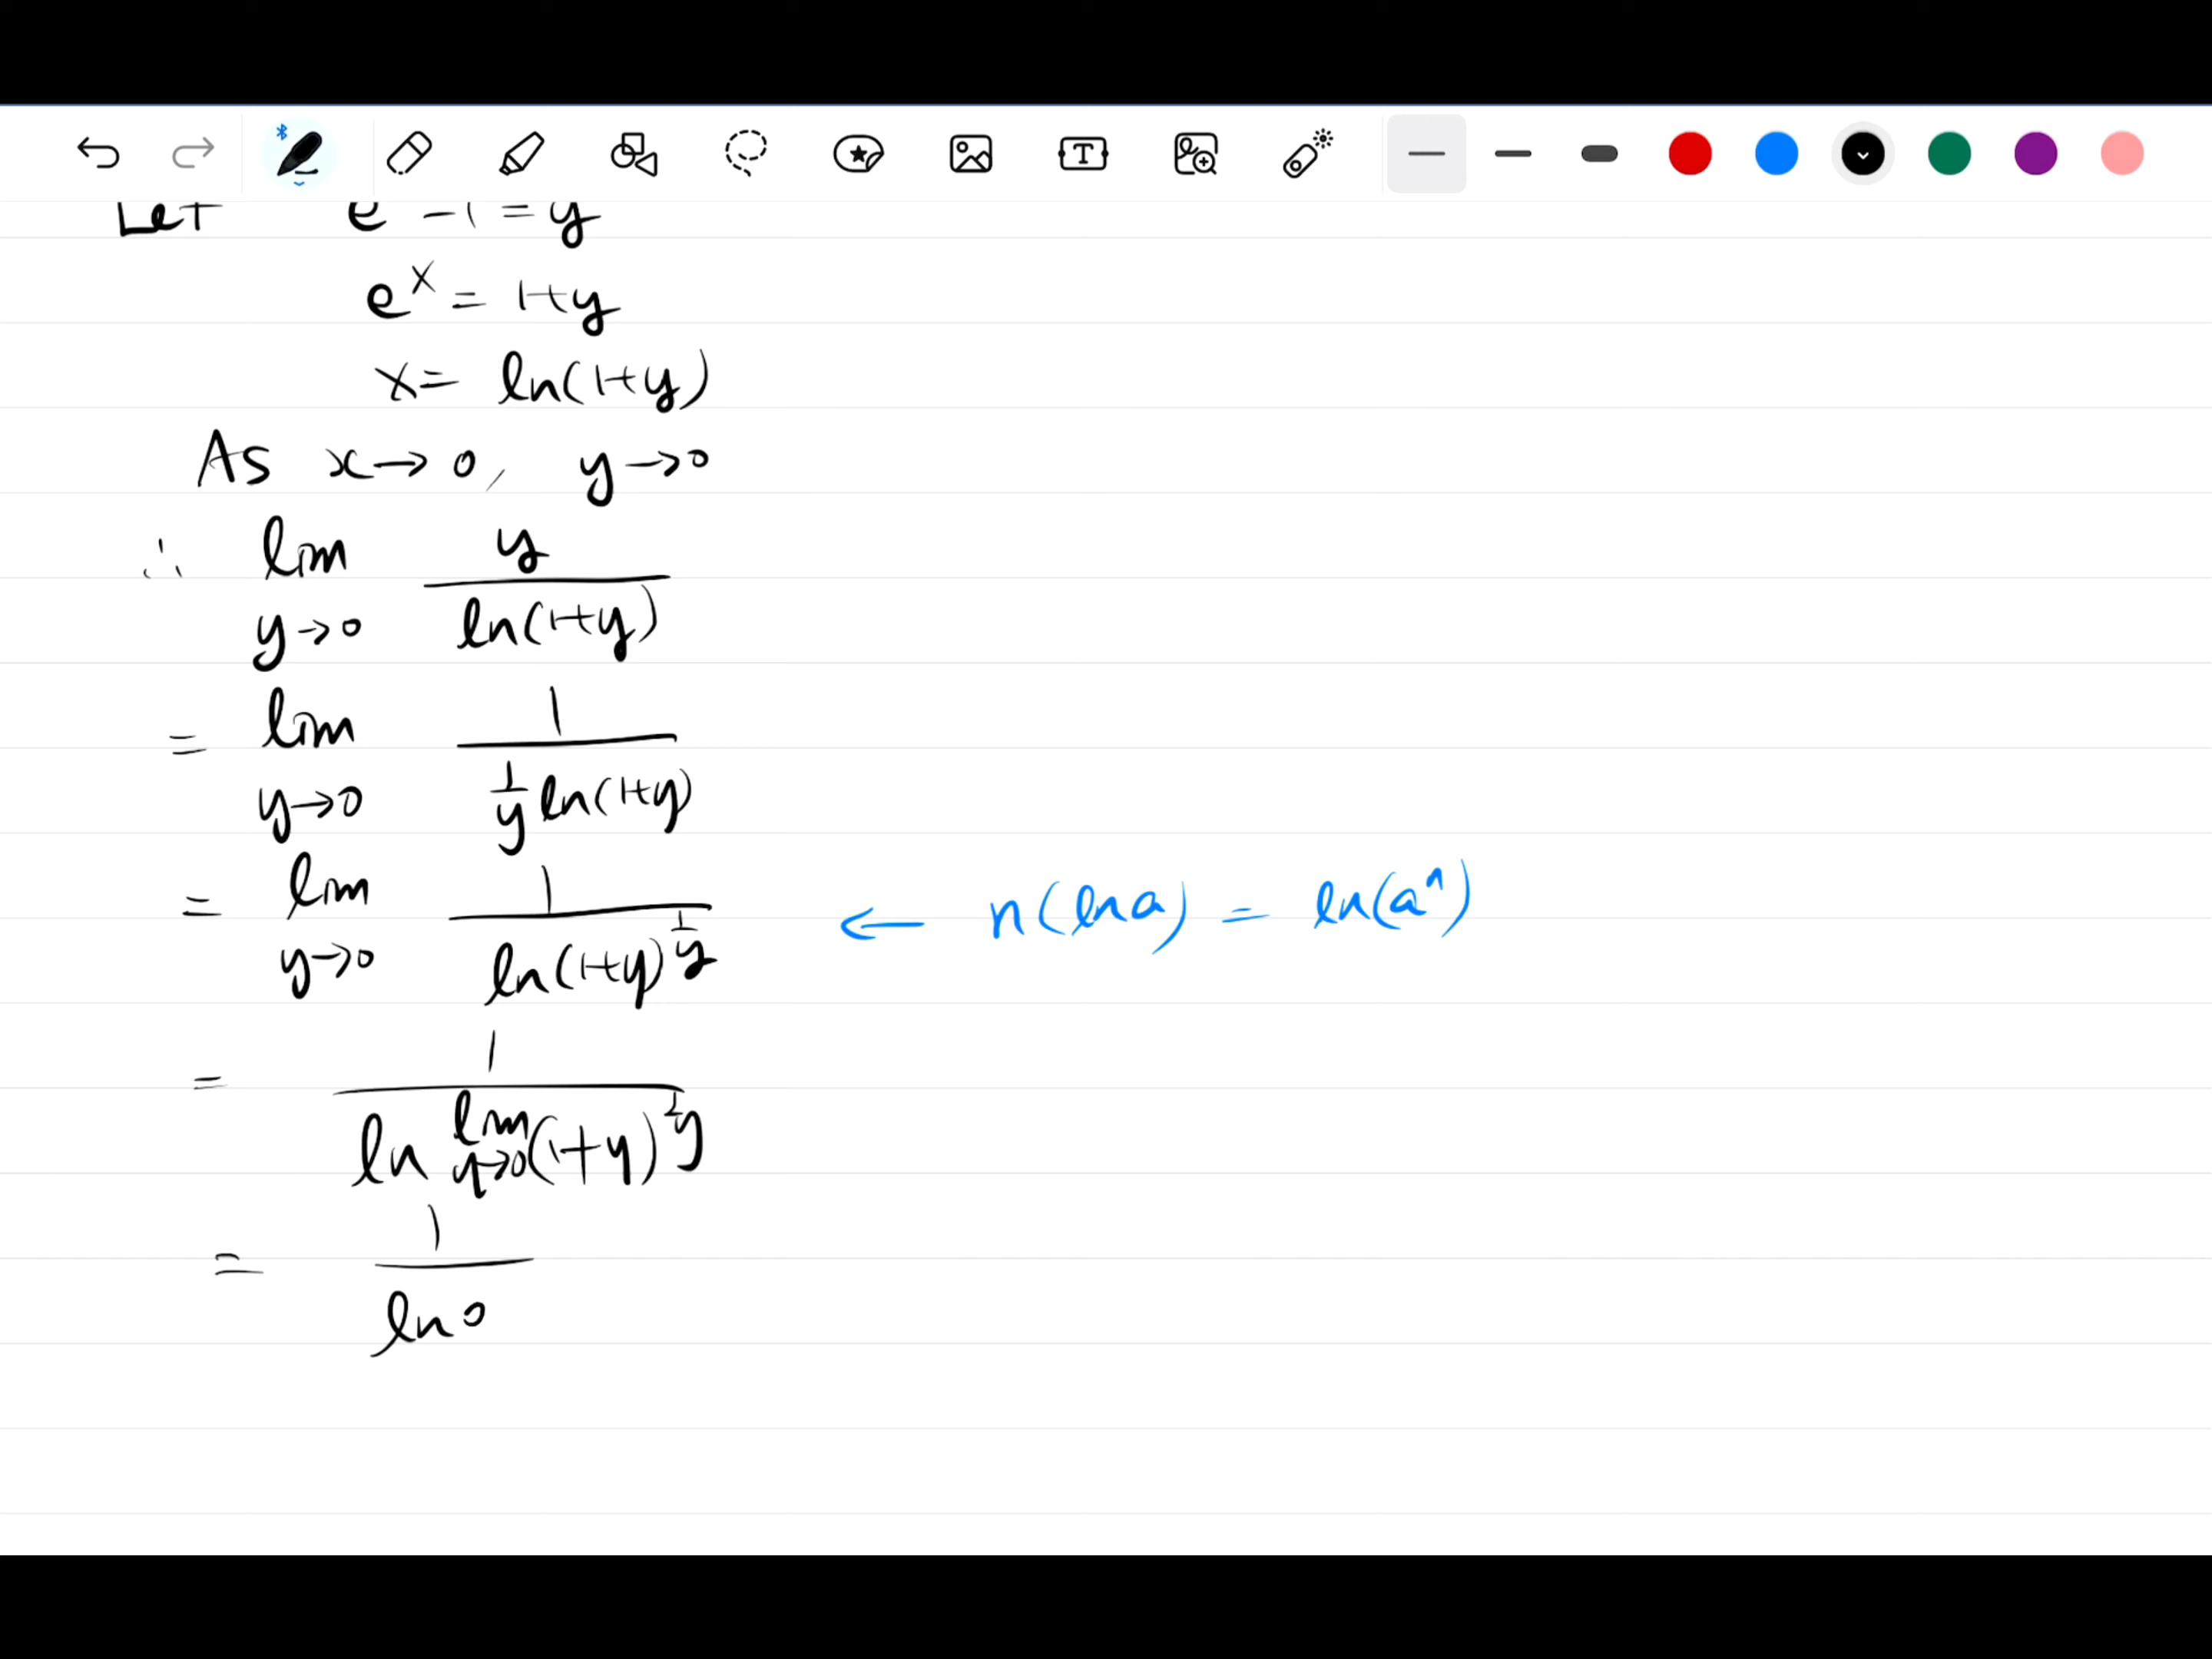 Let e -1 = y
e^x = 1+y
x = ln(1+y)
As x → 0, y → 0
∴ lim y→0 y / ln(1+y)
= lim y→0 1 / (1/y ln(1+y))
= lim y→0 1 / ln(1+y)^(1/y) ← n(ln a) = ln(a^n)
= 1 / ln lim y→0 (1+y)^(1/y)
= 1 / ln